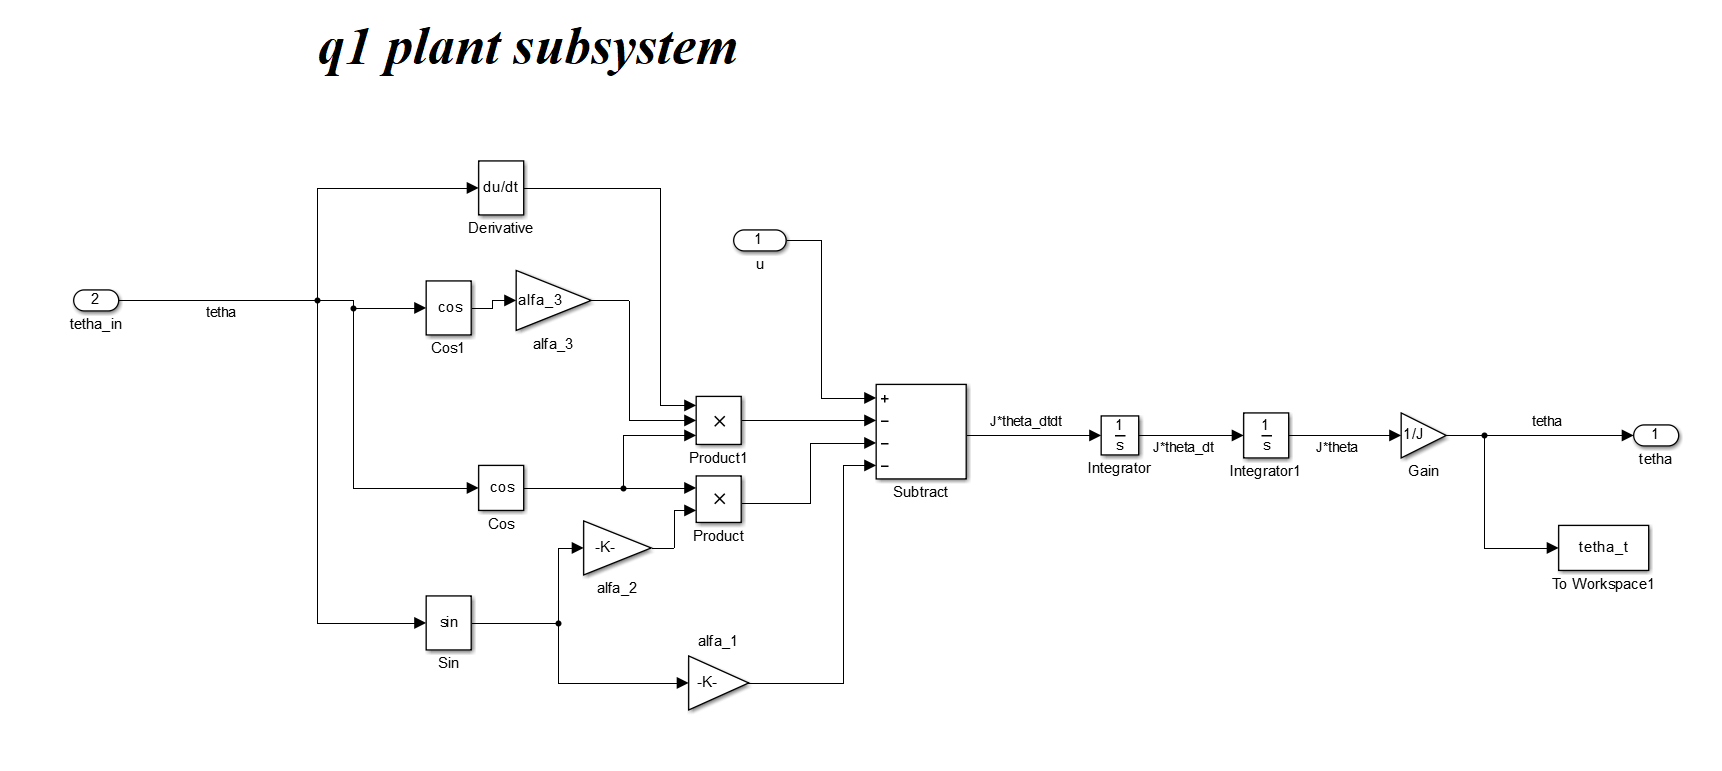 q1 plant subsystem
du/dt
Derivative
1
u
2
tetha_in
tetha
cos
Cos1
alfa_3
alfa_3
×
Product1
cos
Cos
×
Product
-K-
alfa_2
sin
Sin
alfa_1
-K-
+
−
−
−
Subtract
J*theta_dtdt
1
s
Integrator
J*theta_dt
1
s
Integrator1
J*theta
1/J
Gain
tetha
1
tetha
tetha_t
To Workspace1